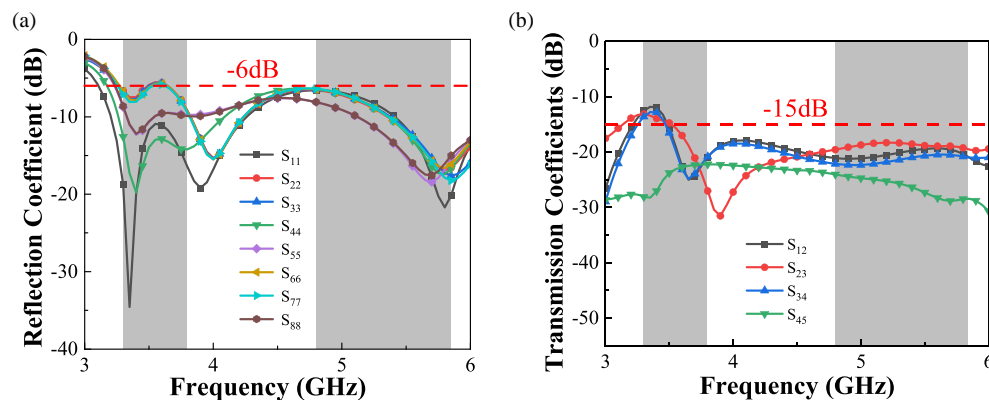 (a)
0
-10
-20
-30
-40
Reflection Coefficient (dB)
-6dB
S11
S22
S33
S44
S55
S66
S77
S88
3
4
5
6
Frequency (GHz)
(b)
0
-10
-20
-30
-40
-50
Transmission Coefficients (dB)
-15dB
S12
S23
S34
S45
3
4
5
6
Frequency (GHz)